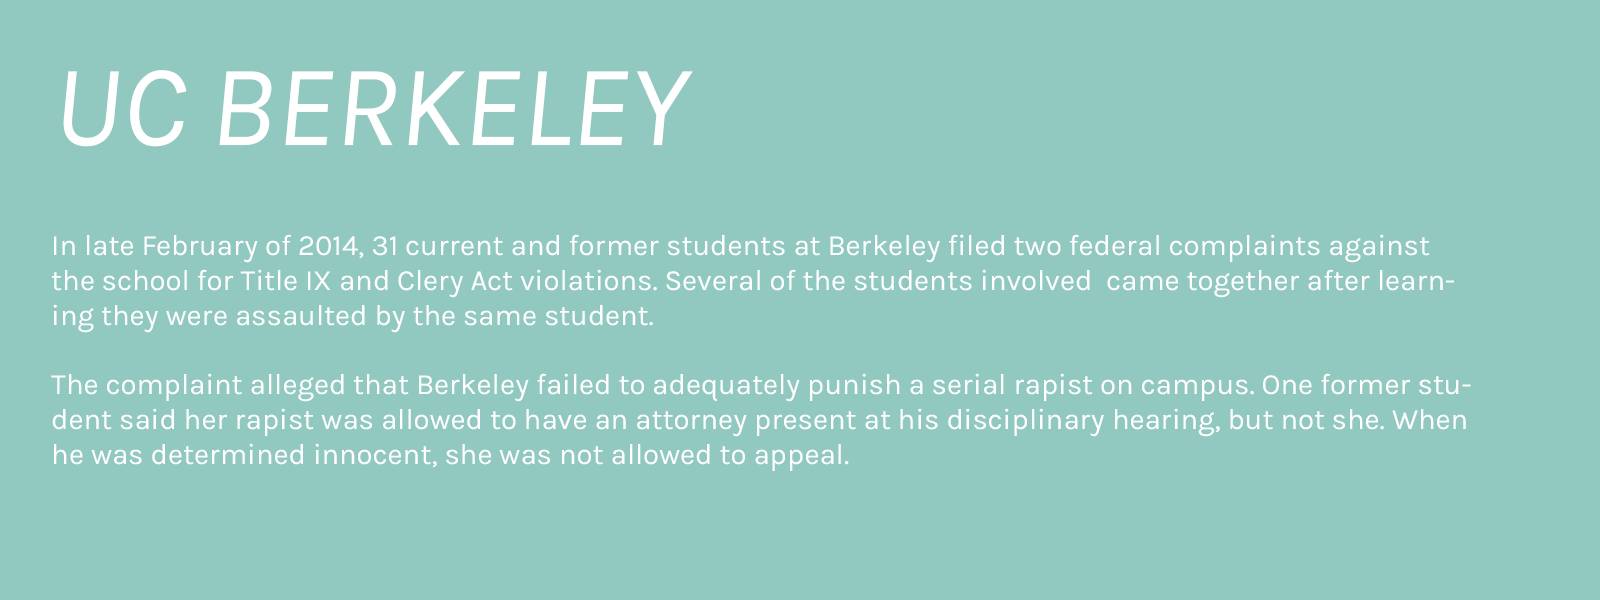 UC BERKELEY
In late February of 2014, 31 current and former students at Berkeley filed two federal complaints against
the school for Title IX and Clery Act violations. Several of the students involved  came together after learn-
ing they were assaulted by the same student.
The complaint alleged that Berkeley failed to adequately punish a serial rapist on campus. One former stu-
dent said her rapist was allowed to have an attorney present at his disciplinary hearing, but not she. When
he was determined innocent, she was not allowed to appeal.